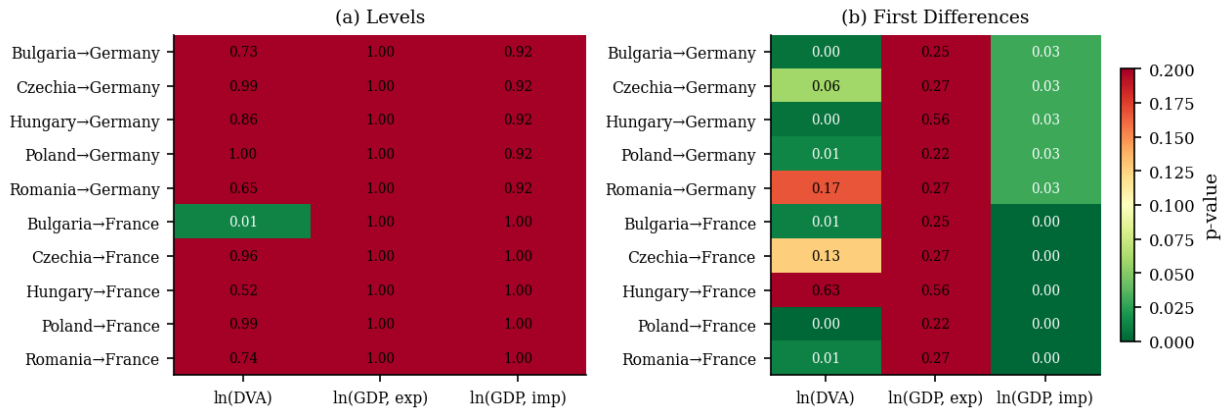 (a) Levels
Bulgaria→Germany 0.73 1.00 0.92
Czechia→Germany 0.99 1.00 0.92
Hungary→Germany 0.86 1.00 0.92
Poland→Germany 1.00 1.00 0.92
Romania→Germany 0.65 1.00 0.92
Bulgaria→France 0.01 1.00 1.00
Czechia→France 0.96 1.00 1.00
Hungary→France 0.52 1.00 1.00
Poland→France 0.99 1.00 1.00
Romania→France 0.74 1.00 1.00
ln(DVA) ln(GDP, exp) ln(GDP, imp)
(b) First Differences
Bulgaria→Germany 0.00 0.25 0.03
Czechia→Germany 0.06 0.27 0.03
Hungary→Germany 0.00 0.56 0.03
Poland→Germany 0.01 0.22 0.03
Romania→Germany 0.17 0.27 0.03
Bulgaria→France 0.01 0.25 0.00
Czechia→France 0.13 0.27 0.00
Hungary→France 0.63 0.56 0.00
Poland→France 0.00 0.22 0.00
Romania→France 0.01 0.27 0.00
ln(DVA) ln(GDP, exp) ln(GDP, imp)
0.200
0.175
0.150
0.125
0.100
0.075
0.050
0.025
0.000
p-value